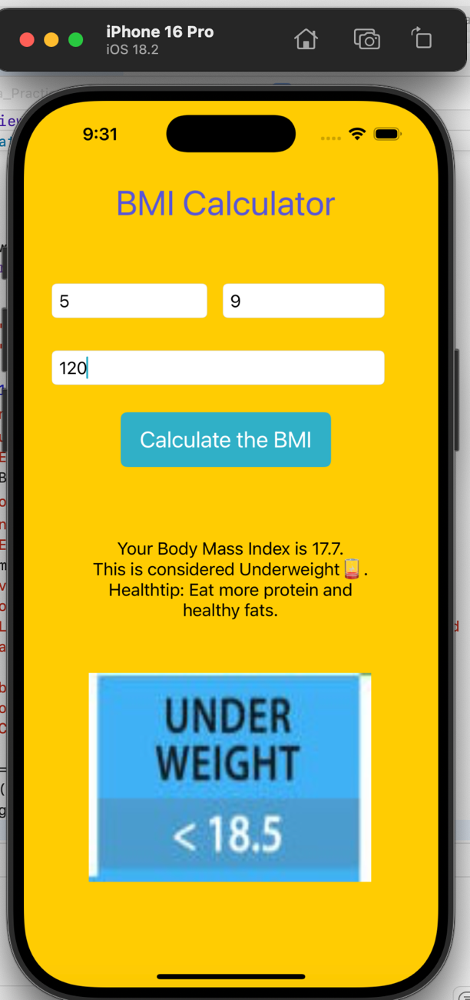 iPhone 16 Pro
iOS 18.2
9:31
BMI Calculator
5 9
120
Calculate the BMI
Your Body Mass Index is 17.7.
This is considered Underweight🪫.
Healthtip: Eat more protein and
healthy fats.
UNDER
WEIGHT
< 18.5